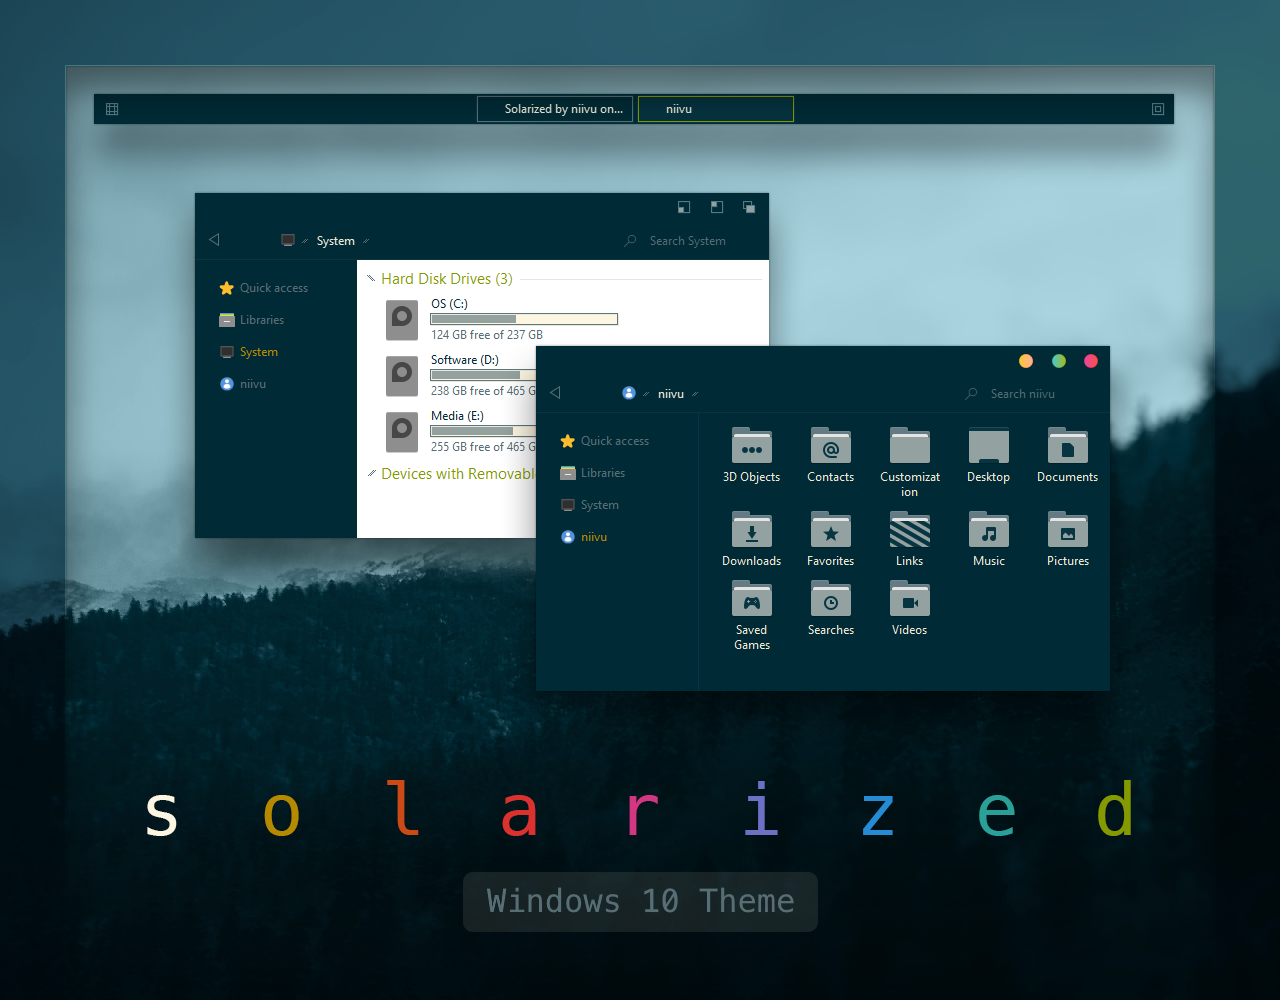 Solarized by niivu on...
niivu
System
Search System
Quick access
Libraries
System
niivu
Hard Disk Drives (3)
OS (C:)
124 GB free of 237 GB
Software (D:)
238 GB free of 465 G
Media (E:)
255 GB free of 465 G
Devices with Removabl
niivu
Search niivu
Quick access
Libraries
System
niivu
3D Objects
Contacts
Customizat
ion
Desktop
Documents
Downloads
Favorites
Links
Music
Pictures
Saved
Games
Searches
Videos
s o l a r i z e d
Windows 10 Theme